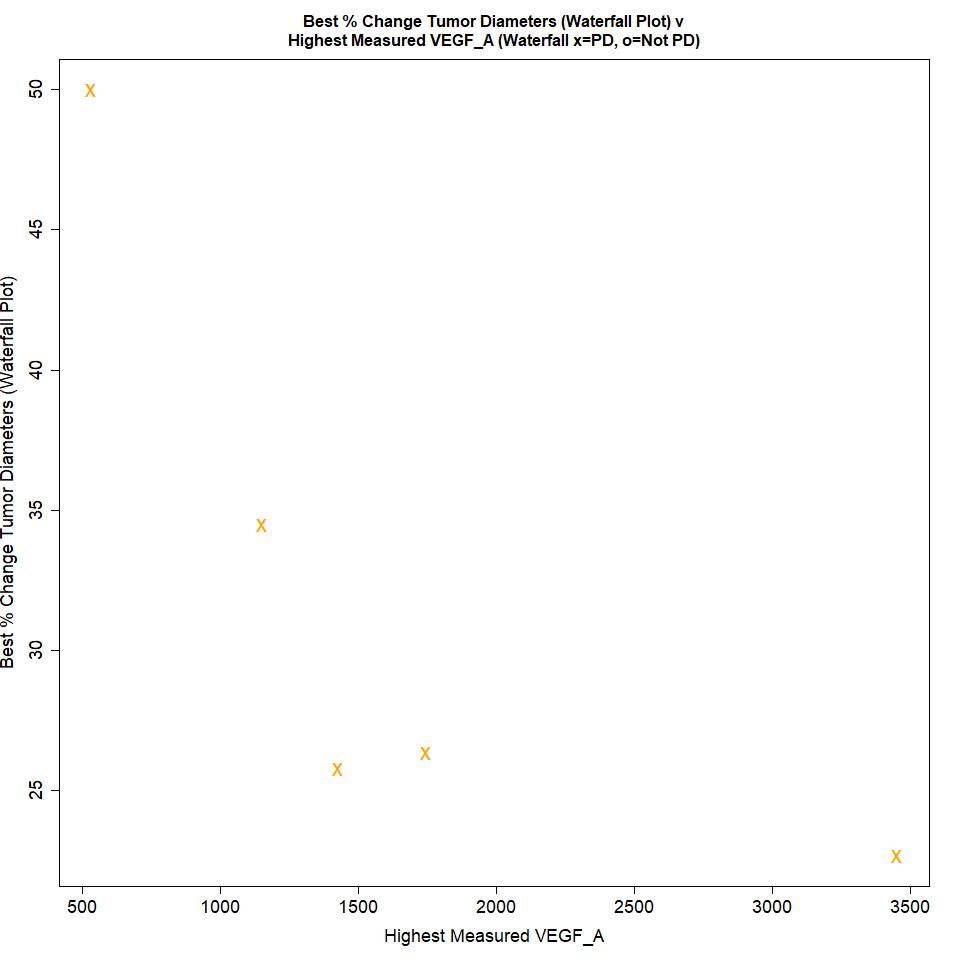 Best % Change Tumor Diameters (Waterfall Plot) v
Highest Measured VEGF_A (Waterfall x=PD, o=Not PD)
Best % Change Tumor Diameters (Waterfall Plot)
50
45
40
35
30
25
X
X
X
X
X
500 1000 1500 2000 2500 3000 3500
Highest Measured VEGF_A